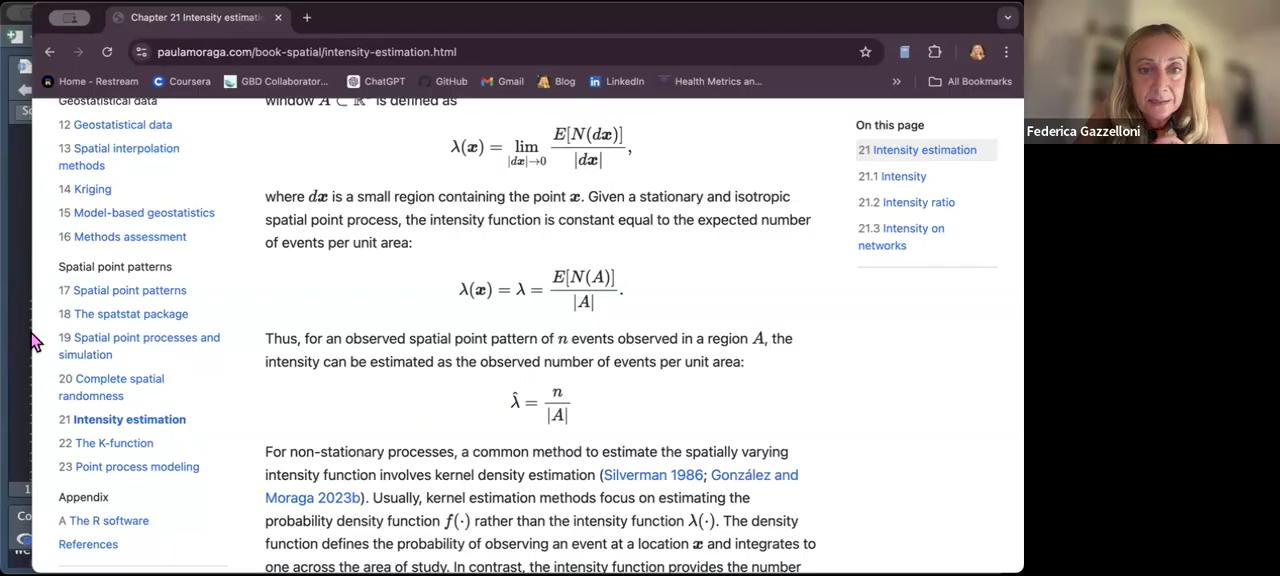 Chapter 21 Intensity estimati
paulamoraga.com/book-spatial/intensity-estimation.html
Home - Restream
Coursera
GBD Collaborator...
ChatGPT
GitHub
Gmail
Blog
LinkedIn
Health Metrics an...
»
All Bookmarks
Geostatistical data
12 Geostatistical data
13 Spatial interpolation
methods
14 Kriging
15 Model-based geostatistics
16 Methods assessment
Spatial point patterns
17 Spatial point patterns
18 The spatstat package
19 Spatial point processes and
simulation
20 Complete spatial
randomness
21 Intensity estimation
22 The K-function
23 Point process modeling
Appendix
A The R software
References
window A ⊂ ℝ² is defined as
λ(x) = lim |dx|→0 E[N(dx)] / |dx|,
where dx is a small region containing the point x. Given a stationary and isotropic
spatial point process, the intensity function is constant equal to the expected number
of events per unit area:
λ(x) = λ = E[N(A)] / |A|.
Thus, for an observed spatial point pattern of n events observed in a region A, the
intensity can be estimated as the observed number of events per unit area:
λ̂ = n / |A|
For non-stationary processes, a common method to estimate the spatially varying
intensity function involves kernel density estimation (Silverman 1986; González and
Moraga 2023b). Usually, kernel estimation methods focus on estimating the
probability density function f(·) rather than the intensity function λ(·). The density
function defines the probability of observing an event at a location x and integrates to
one across the area of study. In contrast, the intensity function provides the number
On this page
21 Intensity estimation
21.1 Intensity
21.2 Intensity ratio
21.3 Intensity on
networks
Federica Gazzelloni